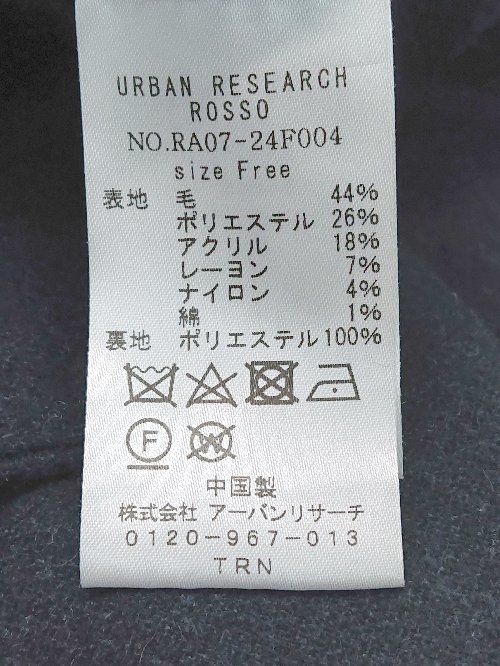 URBAN RESEARCH
ROSSO
NO.RA07-24F004
size Free
表地 毛 44%
ポリエステル 26%
アクリル 18%
レーヨン 7%
ナイロン 4%
綿 1%
裏地 ポリエステル 100%
F W
中国製
株式会社 アーバンリサーチ
0120-967-013
TRN